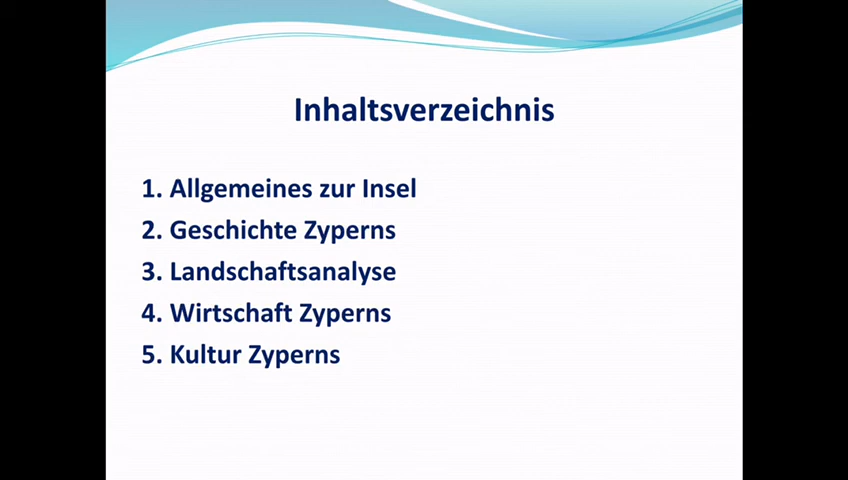 Inhaltsverzeichnis
1. Allgemeines zur Insel
2. Geschichte Zyperns
3. Landschaftsanalyse
4. Wirtschaft Zyperns
5. Kultur Zyperns